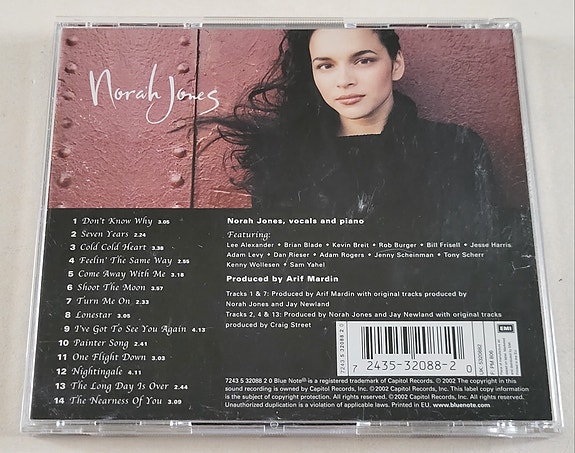 Norah Jones
1 Don't Know Why 3.05
2 Seven Years 2.24
3 Cold Cold Heart 3.38
4 Feelin' The Same Way 2.55
5 Come Away With Me 3.18
6 Shoot The Moon 3.57
7 Turn Me On 2.33
8 Lonestar 3.05
9 I've Got To See You Again 4.13
10 Painter Song 2.41
11 One Flight Down 3.03
12 Nightingale 4.11
13 The Long Day Is Over 2.44
14 The Nearness Of You 3.09
Norah Jones, vocals and piano
Featuring:
Lee Alexander • Brian Blade • Kevin Breit • Rob Burger • Bill Frisell • Jesse Harris
Adam Levy • Dan Rieser • Adam Rogers • Jenny Scheinman • Tony Scherr
Kenny Wollesen • Sam Yahel
Produced by Arif Mardin
Tracks 1 & 7: Produced by Arif Mardin with original tracks produced by
Norah Jones and Jay Newland
Tracks 2, 4 & 13: Produced by Norah Jones and Jay Newland with original tracks
produced by Craig Street
7243 5 32088 2 0
7 2435-32088-2 0
EMI
7243 5 32088 2 0 Blue Note® is a registered trademark of Capitol Records, © 2002 The copyright in this
sound recording is owned by Capitol Records, Inc. ©2002 Capitol Records, Inc. This label copy information
is the subject of copyright protection. All rights reserved. ©2002 Capitol Records, Inc. All rights reserved.
Unauthorized duplication is a violation of applicable laws. Printed in EU. www.bluenote.com